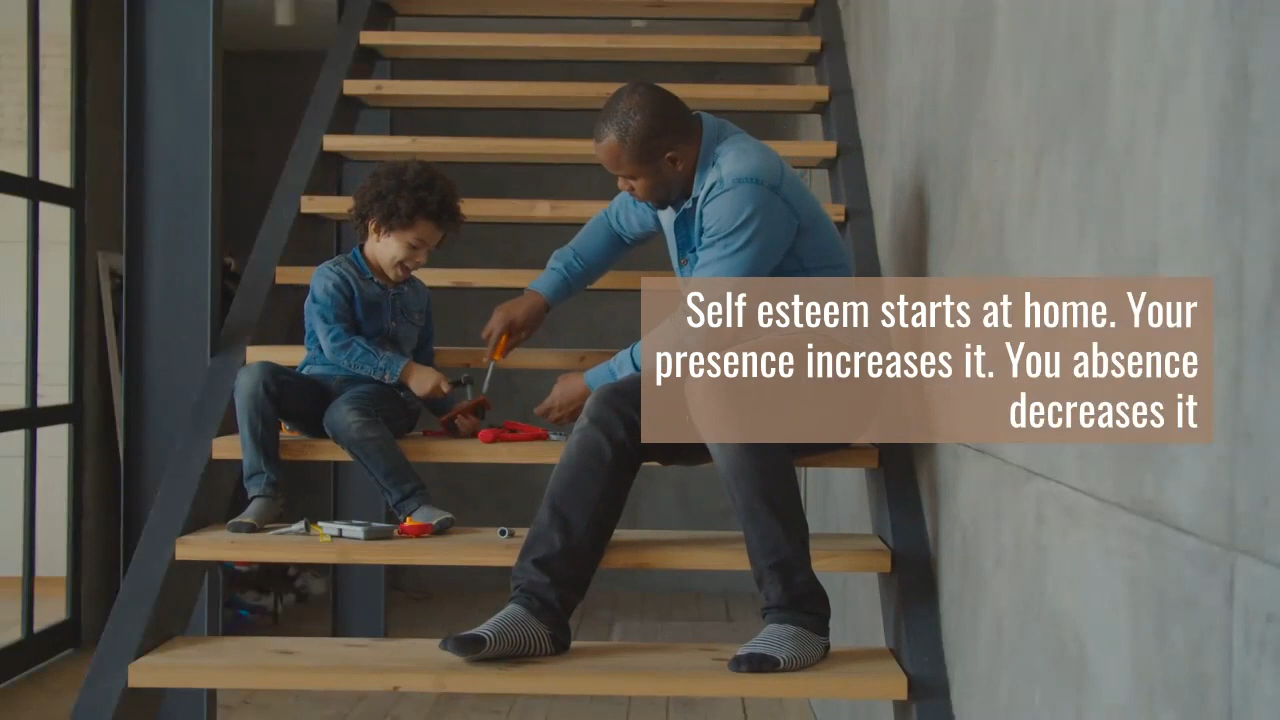 Self esteem starts at home. Your
presence increases it. You absence
decreases it